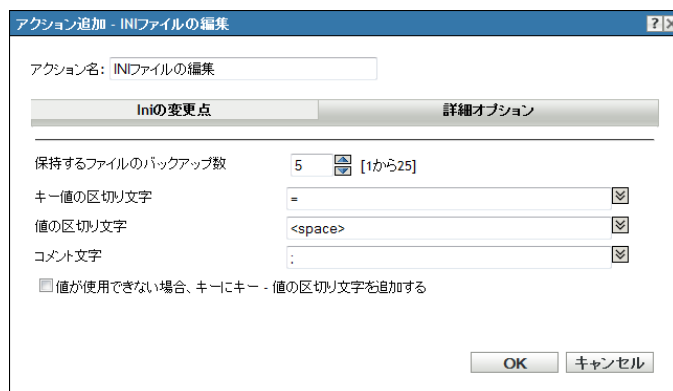 アクション追加 - INIファイルの編集
アクション名: INIファイルの編集
Iniの変更点 詳細オプション
保持するファイルのバックアップ数 5 [1から25]
キー値の区切り文字 =
値の区切り文字 <space>
コメント文字 ;
値が使用できない場合、キーにキー - 値の区切り文字を追加する
OK キャンセル